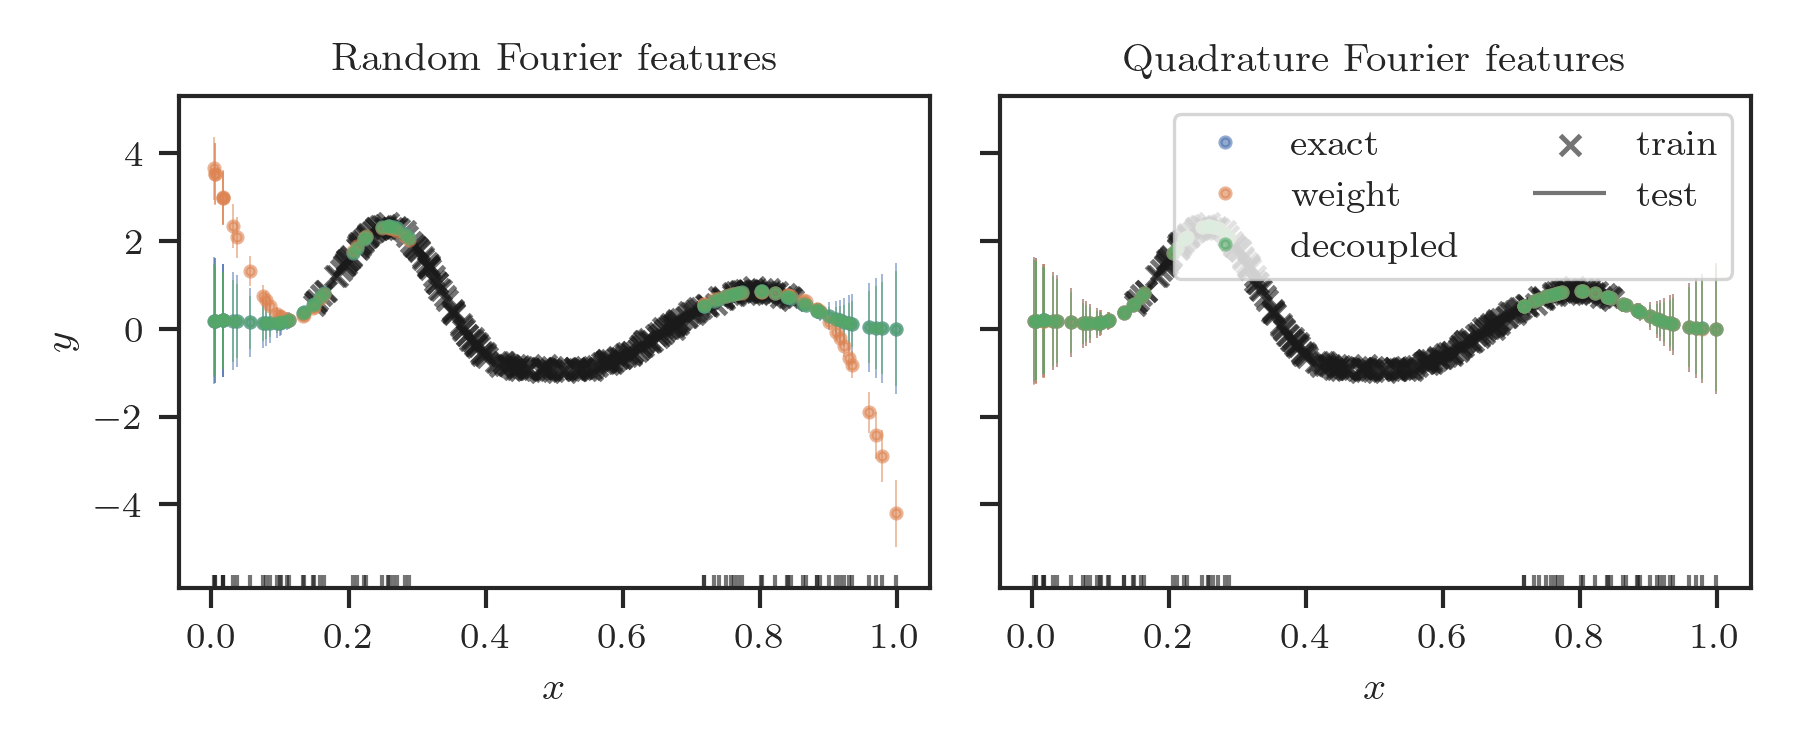 Random Fourier features
Quadrature Fourier features
exact
weight
decoupled
train
test
y
4
2
0
−2
−4
0.0 0.2 0.4 0.6 0.8 1.0
0.0 0.2 0.4 0.6 0.8 1.0
x
x